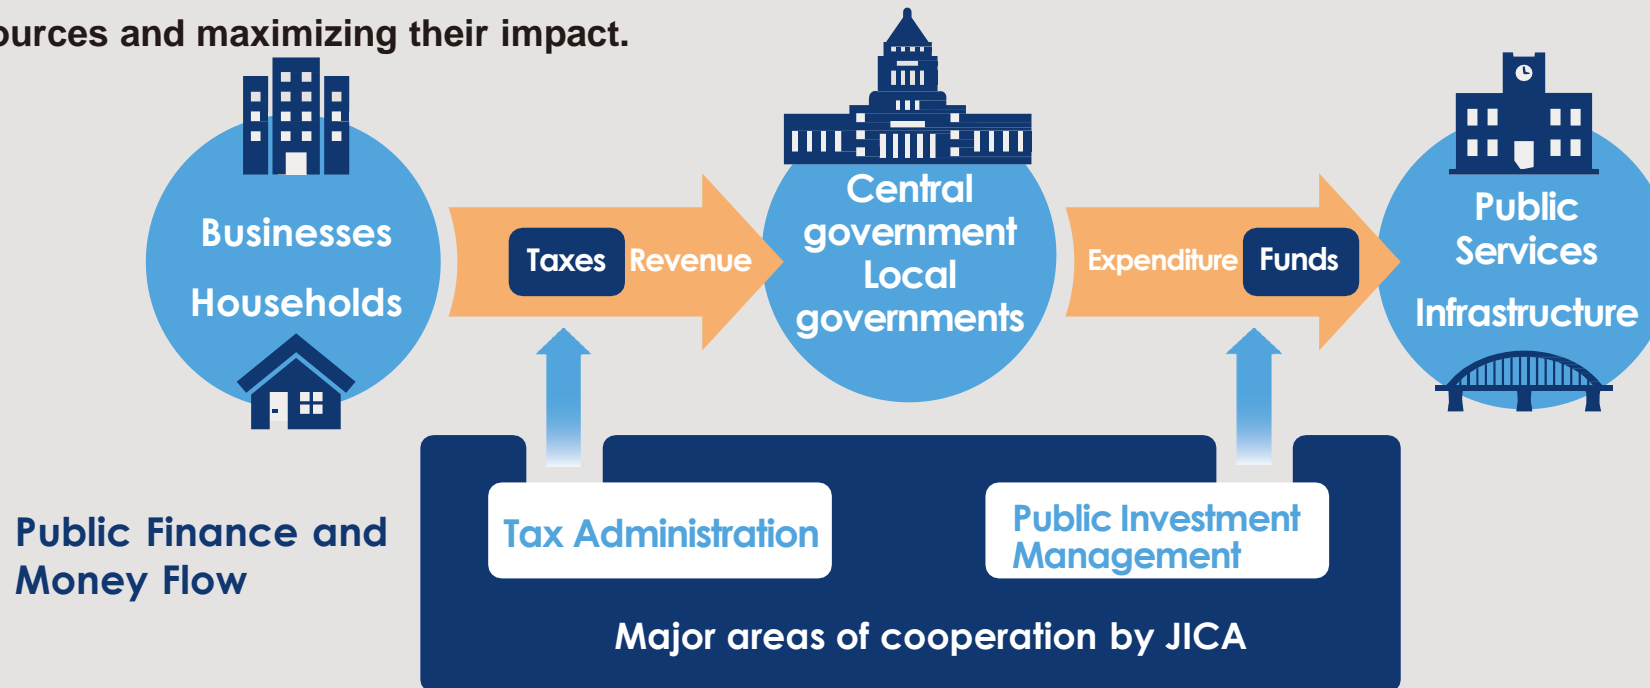 ources and maximizing their impact.
Businesses
Households
Taxes Revenue
Central
government
Local
governments
Expenditure Funds
Public
Services
Infrastructure
Public Finance and
Money Flow
Tax Administration
Public Investment
Management
Major areas of cooperation by JICA